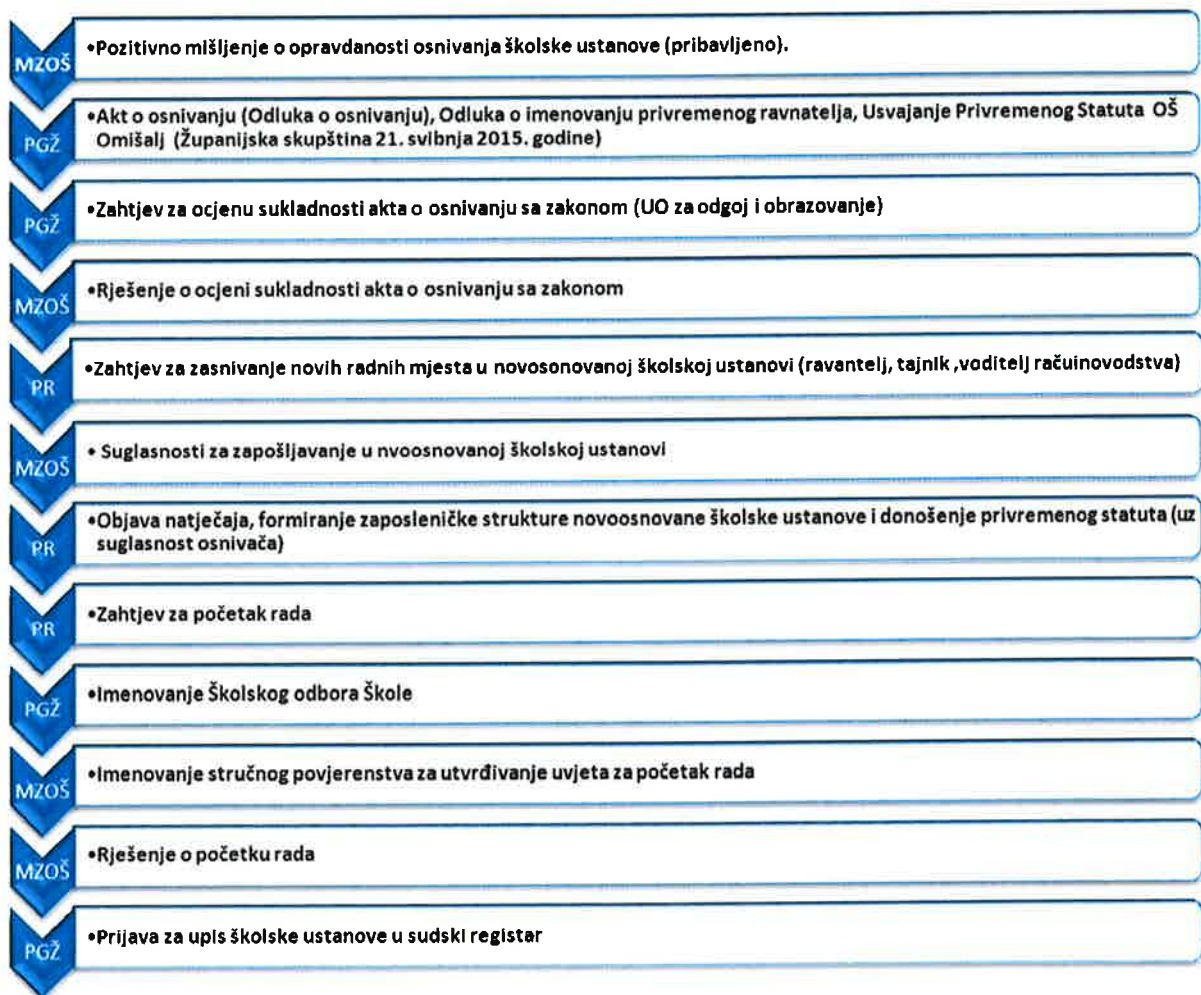 MZOŠ
•Pozitivno mišljenje o opravdanosti osnivanja školske ustanove (pribavljeno).
PGŽ
•Akt o osnivanju (Odluka o osnivanju), Odluka o imenovanju privremenog ravnatelja, Usvajanje Privremenog Statuta OŠ
Omišalj (Županijska skupština 21. svibnja 2015. godine)
PGŽ
•Zahtjev za ocjenu sukladnosti akta o osnivanju sa zakonom (UO za odgoj i obrazovanje)
MZOŠ
•Rješenje o ocjeni sukladnosti akta o osnivanju sa zakonom
PR
•Zahtjev za zasnivanje novih radnih mjesta u novosonovanoj školskoj ustanovi (ravantelj, tajnik ,voditelj račuinovodstva)
MZOŠ
• Suglasnosti za zapošljavanje u nvoosnovanoj školskoj ustanovi
PR
•Objava natječaja, formiranje zaposleničke strukture novoosnovane školske ustanove i donošenje privremenog statuta (uz
suglasnost osnivača)
PR
•Zahtjev za početak rada
PGŽ
•Imenovanje Školskog odbora Škole
MZOŠ
•Imenovanje stručnog povjerenstva za utvrđivanje uvjeta za početak rada
MZOŠ
•Rješenje o početku rada
PGŽ
•Prijava za upis školske ustanove u sudski registar